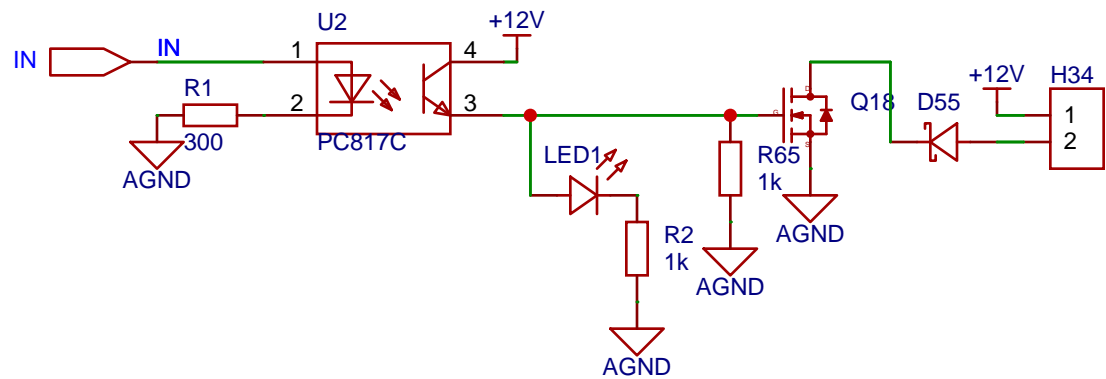 U2
+12V
IN
IN
1
4
R1
300
2
3
PC817C
AGND
LED1
R2
1k
AGND
R65
1k
AGND
D
G
S
Q18
AGND
D55
+12V
H34
1
2